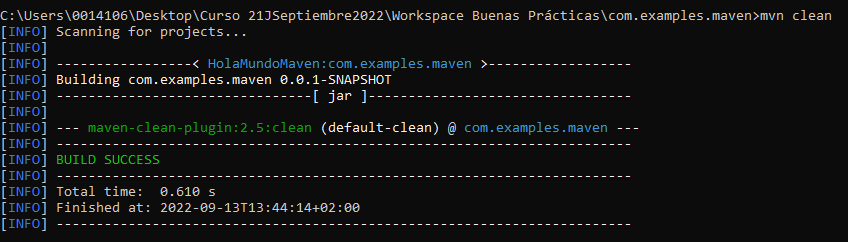 C:\Users\0014106\Desktop\Curso 21JSeptiembre2022\Workspace Buenas Prácticas\com.examples.maven>mvn clean
[INFO] Scanning for projects...
[INFO]
[INFO] -----------------< HolaMundoMaven:com.examples.maven >------------------
[INFO] Building com.examples.maven 0.0.1-SNAPSHOT
[INFO] --------------------------------[ jar ]---------------------------------
[INFO]
[INFO] --- maven-clean-plugin:2.5:clean (default-clean) @ com.examples.maven ---
[INFO] ------------------------------------------------------------------------
[INFO] BUILD SUCCESS
[INFO] ------------------------------------------------------------------------
[INFO] Total time:  0.610 s
[INFO] Finished at: 2022-09-13T13:44:14+02:00
[INFO] ------------------------------------------------------------------------